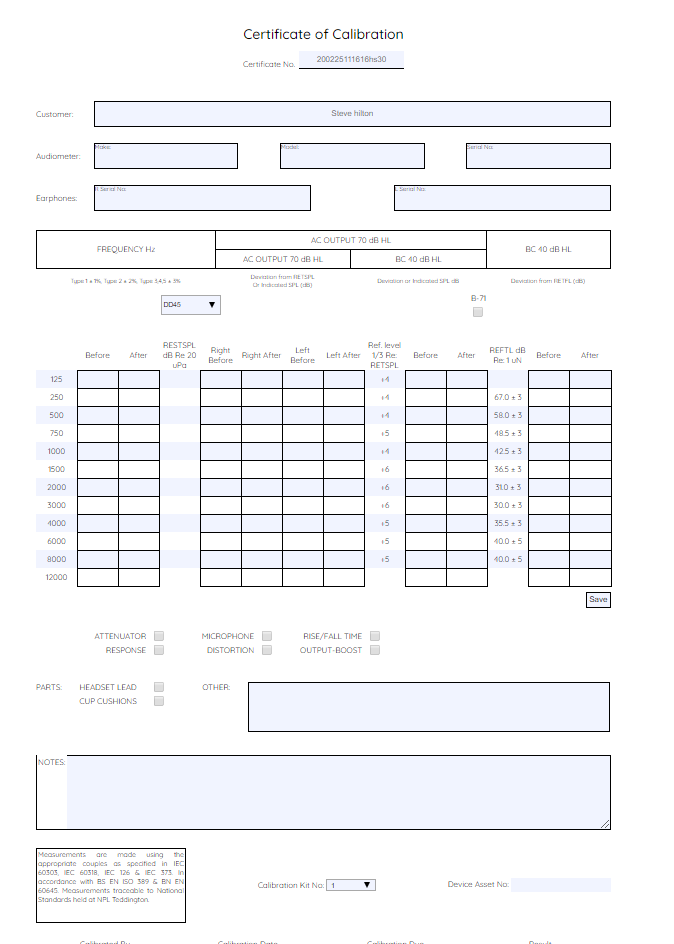 Certificate of Calibration
Certificate No. 200225111616hs30
Customer: Steve hilton
Audiometer: Make: Model: Serial No:
Earphones: R Serial No: L Serial No:
FREQUENCY Hz AC OUTPUT 70 dB HL BC 40 dB HL
AC OUTPUT 70 dB HL BC 40 dB HL
Type 1 ± 1%, Type 2 ± 2%, Type 3,4,5 ± 3% Deviation from RETSPL Deviation or Indicated SPL dB Deviation from RETFL (dB)
Or Indicated SPL (dB)
DD45 B-71
Before After RESTSPL dB Re 20 uPa Right Before Right After Left Before Left After Ref. level 1/3 Re: RETSPL Before After REFTL dB Re: 1 uN Before After
125 +4
250 +4 67.0 ± 3
500 +4 58.0 ± 3
750 +5 48.5 ± 3
1000 +4 42.5 ± 3
1500 +6 36.5 ± 3
2000 +6 31.0 ± 3
3000 +6 30.0 ± 3
4000 +5 35.5 ± 3
6000 +5 40.0 ± 5
8000 +5 40.0 ± 5
12000
Save
ATTENUATOR MICROPHONE RISE/FALL TIME
RESPONSE DISTORTION OUTPUT-BOOST
PARTS: HEADSET LEAD OTHER:
CUP CUSHIONS
NOTES:
Measurements are made using the
appropriate couples as specified in IEC
60303, IEC 60318, IEC 126 & IEC 373. In
accordance with BS EN ISO 389 & BN EN
60645. Measurements traceable to National
Standards held at NPL Teddington.
Calibration Kit No: 1 Device Asset No:
Calibrated By Calibration Date Calibration Due Result